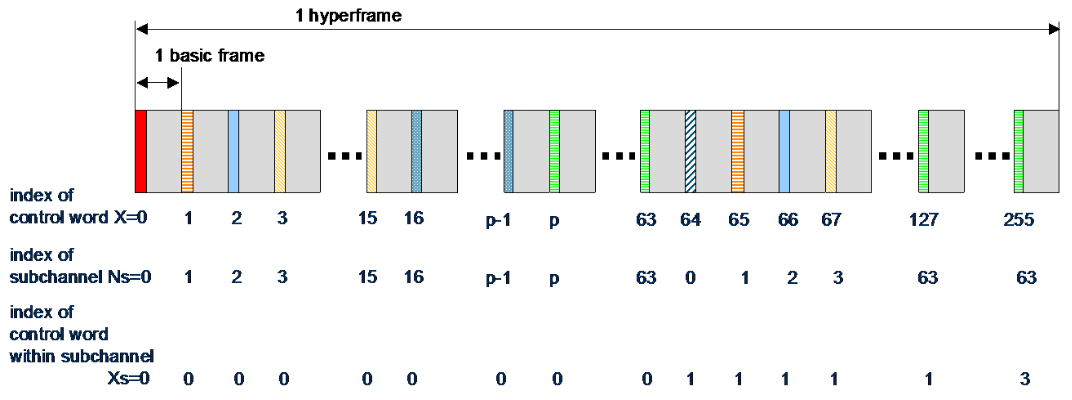 1 hyperframe
1 basic frame
index of
control word X=0 1 2 3 15 16 p-1 p 63 64 65 66 67 127 255
index of
subchannel Ns=0 1 2 3 15 16 p-1 p 63 0 1 2 3 63 63
index of
control word
within subchannel
Xs=0 0 0 0 0 0 0 0 0 1 1 1 1 1 3